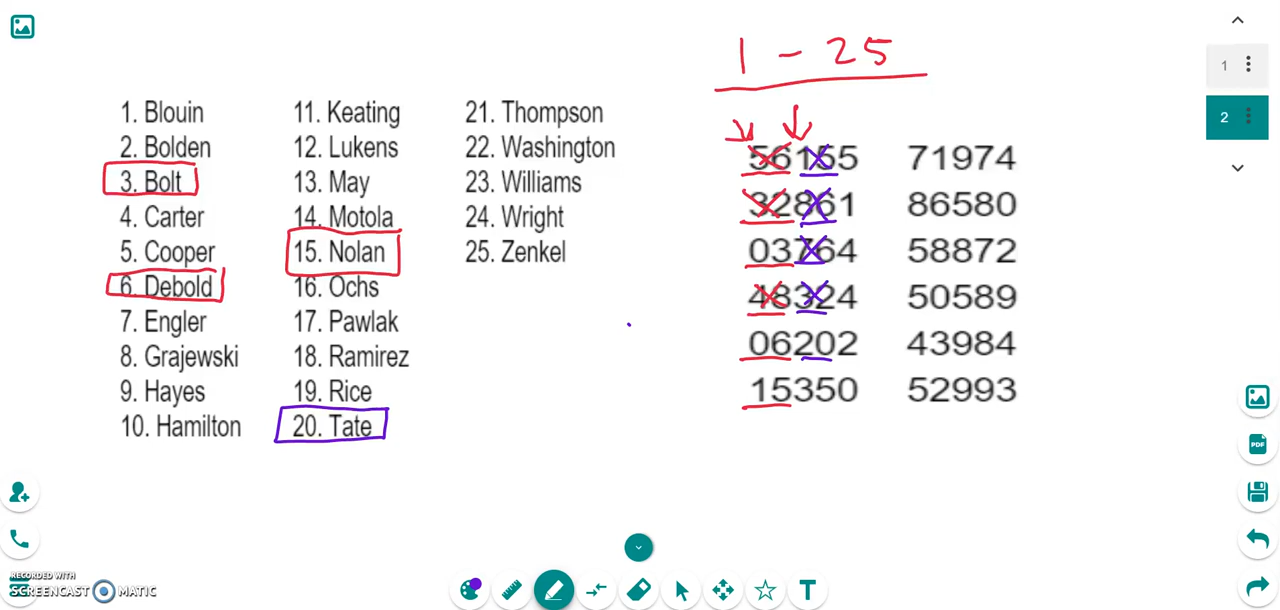 1 - 25
1. Blouin
2. Bolden
3. Bolt
4. Carter
5. Cooper
6. Debold
7. Engler
8. Grajewski
9. Hayes
10. Hamilton
11. Keating
12. Lukens
13. May
14. Motola
15. Nolan
16. Ochs
17. Pawlak
18. Ramirez
19. Rice
20. Tate
21. Thompson
22. Washington
23. Williams
24. Wright
25. Zenkel
56155 71974
32861 86580
03764 58872
48324 50589
06202 43984
15350 52993
1
2
PDF
T
RECORDED WITH
SCREENCAST MATIC